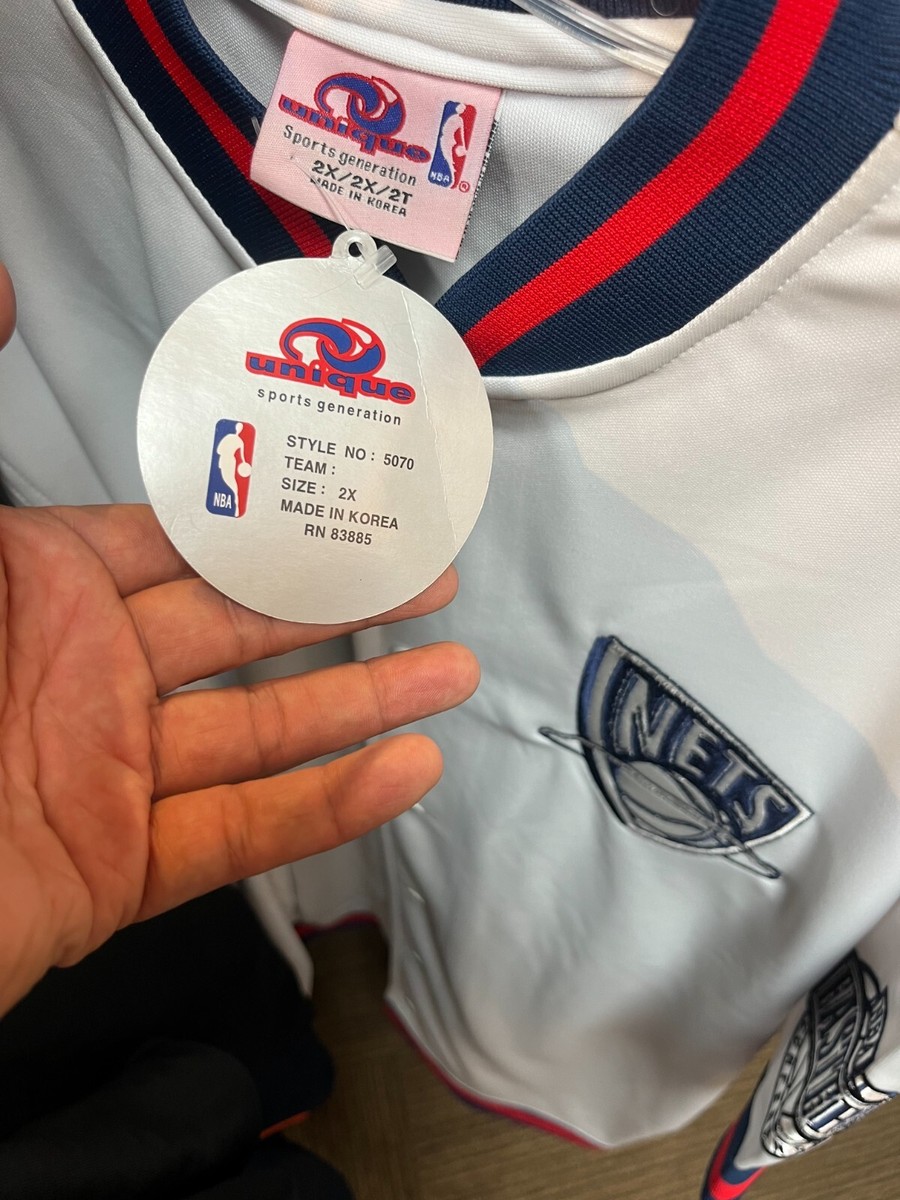 unique
Sports generation
2X/2X/2T
MADE IN KOREA
NBA
®
unique
sports generation
NBA
STYLE NO : 5070
TEAM :
SIZE : 2X
MADE IN KOREA
RN 83885
NETS